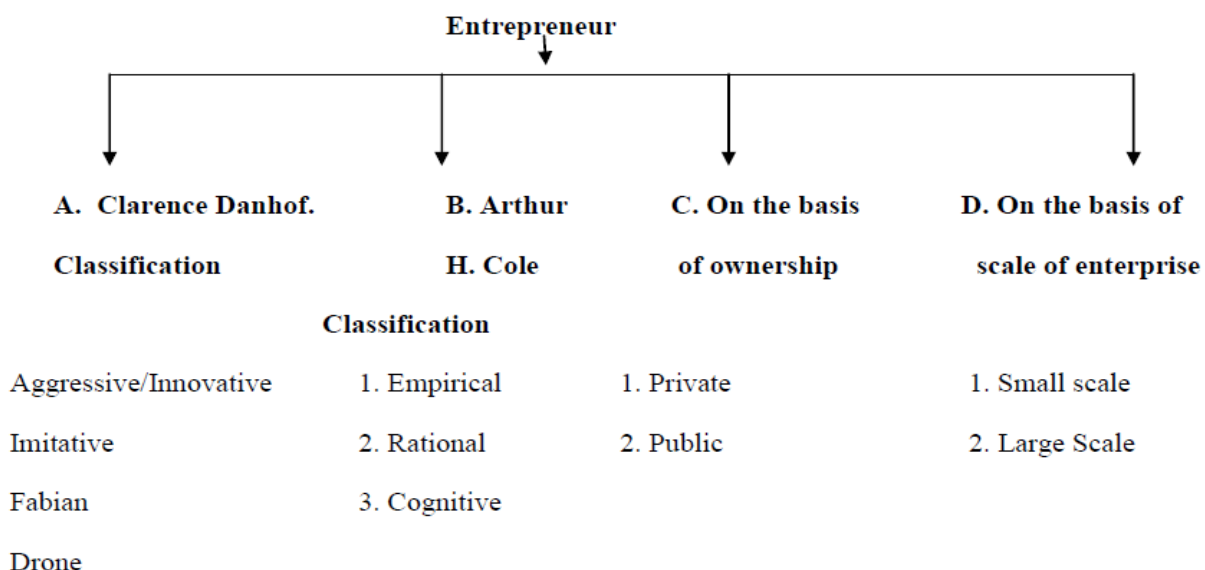 Entrepreneur
A. Clarence Danhof. B. Arthur C. On the basis D. On the basis of
Classification H. Cole of ownership scale of enterprise
Classification
Aggressive/Innovative 1. Empirical 1. Private 1. Small scale
Imitative 2. Rational 2. Public 2. Large Scale
Fabian 3. Cognitive
Drone